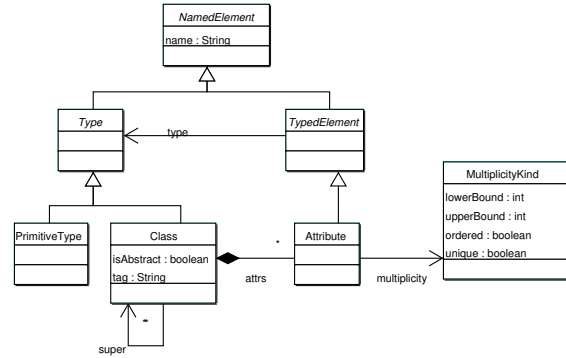 NamedElement
name : String
Type
TypedElement
type
MultiplicityKind
lowerBound : int
upperBound : int
ordered : boolean
unique : boolean
PrimitiveType
Class
isAbstract : boolean
tag : String
*
attrs
Attribute
multiplicity
*
super